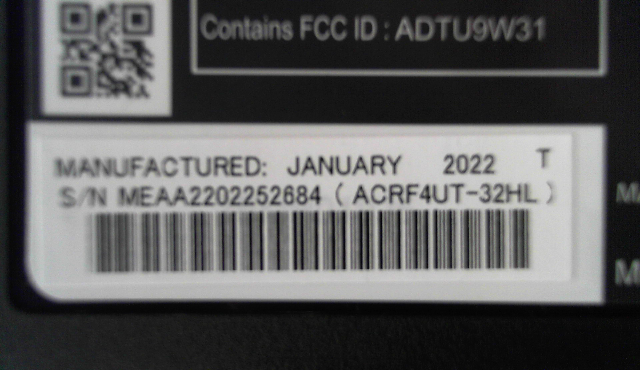 Contains FCC ID : ADTU9W31
MANUFACTURED: JANUARY 2022 T
S/N MEAA2202252684 ( ACRF4UT-32HL )